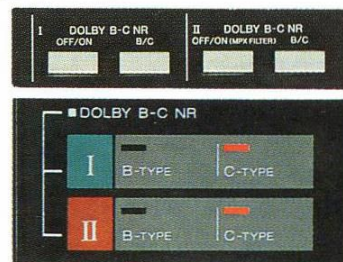 I DOLBY B-C NR
OFF/ON B/C
II DOLBY B-C NR
OFF/ON (MPX FILTER) B/C
■DOLBY B-C NR
I B-TYPE C-TYPE
II B-TYPE C-TYPE